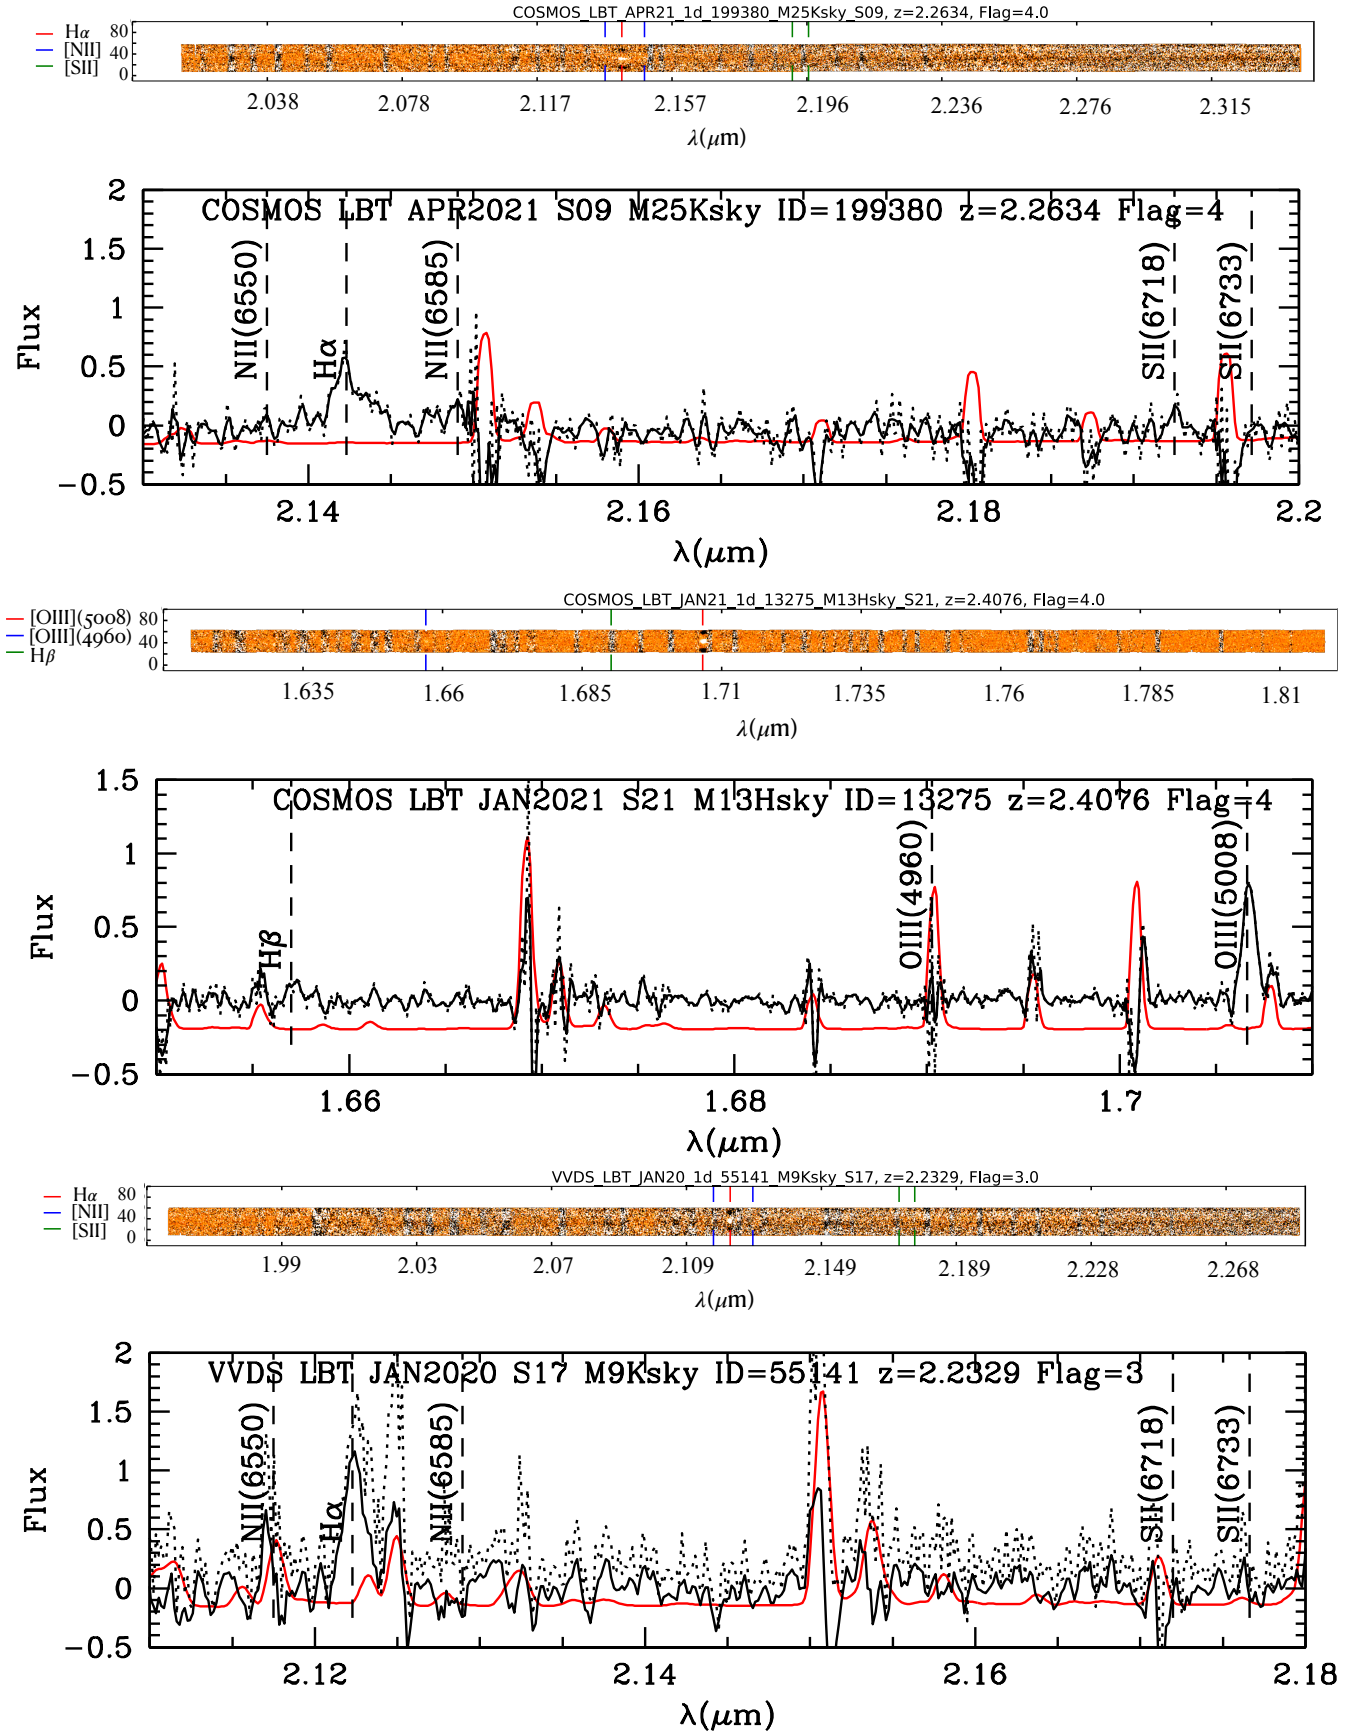 COSMOS_LBT_APR21_1d_199380_M25Ksky_S09, z=2.2634, Flag=4.0
Hα
[NII]
[SII]
80
40
0
2.038 2.078 2.117 2.157 2.196 2.236 2.276 2.315
λ(μm)
COSMOS LBT APR2021 S09 M25Ksky ID=199380 z=2.2634 Flag=4
NII(6550)
Hα
NII(6585)
SII(6718)
SII(6733)
Flux
2
1.5
1
0.5
0
−0.5
2.14 2.16 2.18 2.2
λ(μm)
COSMOS_LBT_JAN21_1d_13275_M13Hsky_S21, z=2.4076, Flag=4.0
[OIII](5008)
[OIII](4960)
Hβ
80
40
0
1.635 1.66 1.685 1.71 1.735 1.76 1.785 1.81
λ(μm)
COSMOS LBT JAN2021 S21 M13Hsky ID=13275 z=2.4076 Flag=4
Hβ
OIII(4960)
OIII(5008)
Flux
1.5
1
0.5
0
−0.5
1.66 1.68 1.7
λ(μm)
VVDS_LBT_JAN20_1d_55141_M9Ksky_S17, z=2.2329, Flag=3.0
Hα
[NII]
[SII]
80
40
0
1.99 2.03 2.07 2.109 2.149 2.189 2.228 2.268
λ(μm)
VVDS LBT JAN2020 S17 M9Ksky ID=55141 z=2.2329 Flag=3
NII(6550)
Hα
NII(6585)
SII(6718)
SII(6733)
Flux
2
1.5
1
0.5
0
−0.5
2.12 2.14 2.16 2.18
λ(μm)